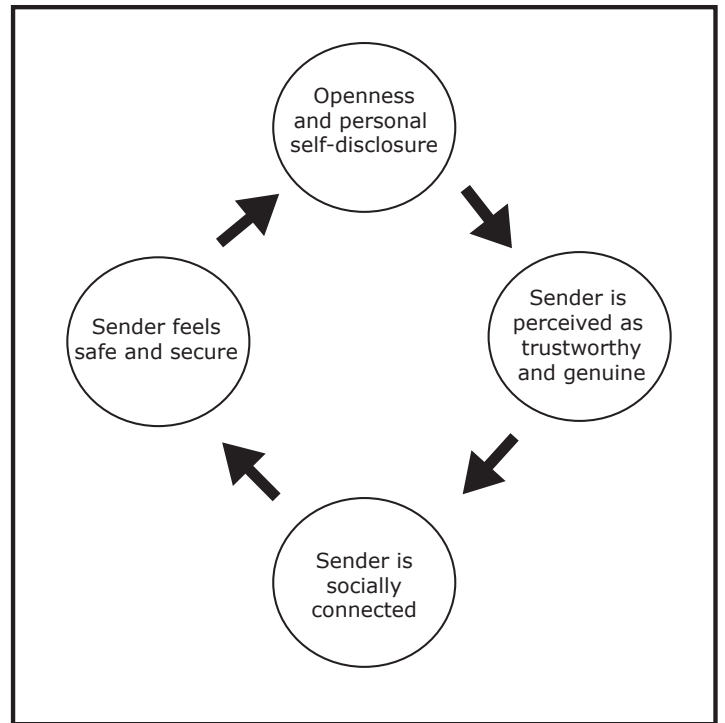 Openness
and personal
self-disclosure
Sender is
perceived as
trustworthy
and genuine
Sender is
socially
connected
Sender feels
safe and secure